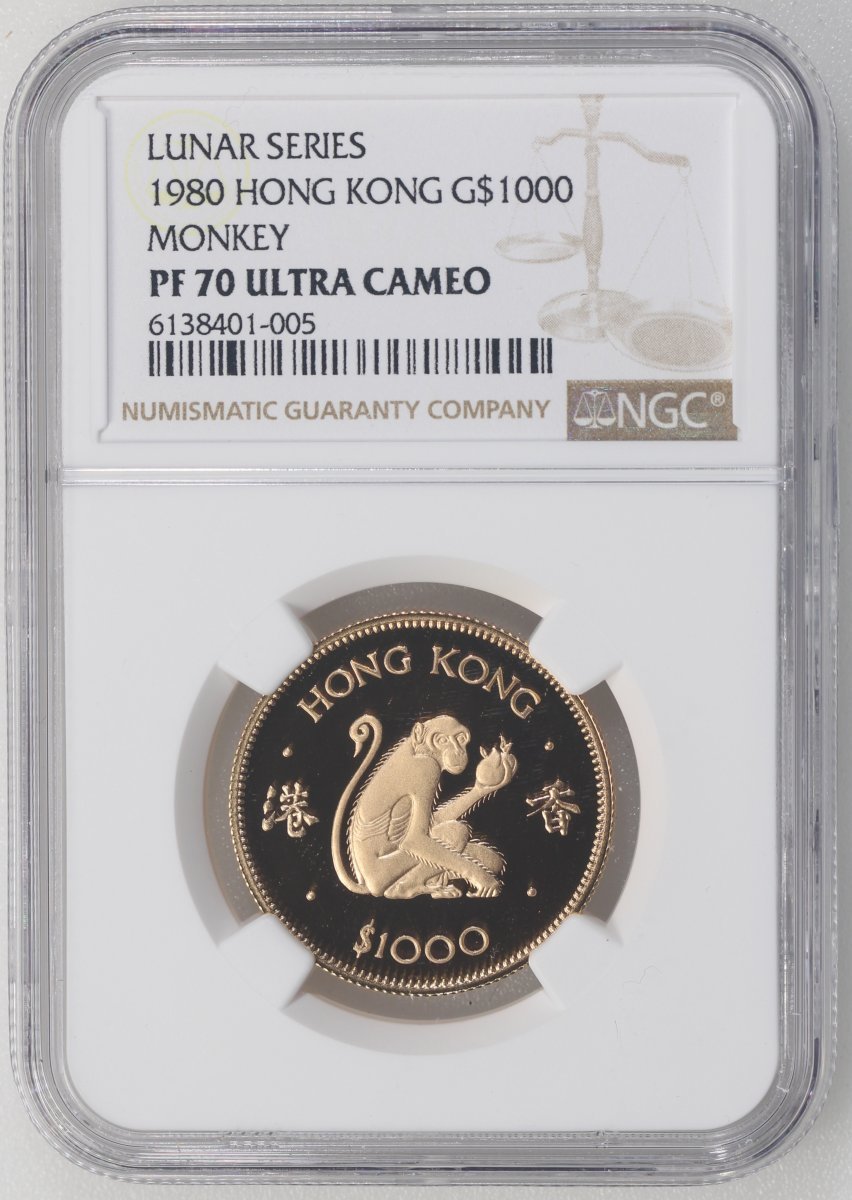 LUNAR SERIES
1980 HONG KONG G$1000
MONKEY
PF 70 ULTRA CAMEO
6138401-005
NUMISMATIC GUARANTY COMPANY
NGC®
HONG KONG
港 香
$1000